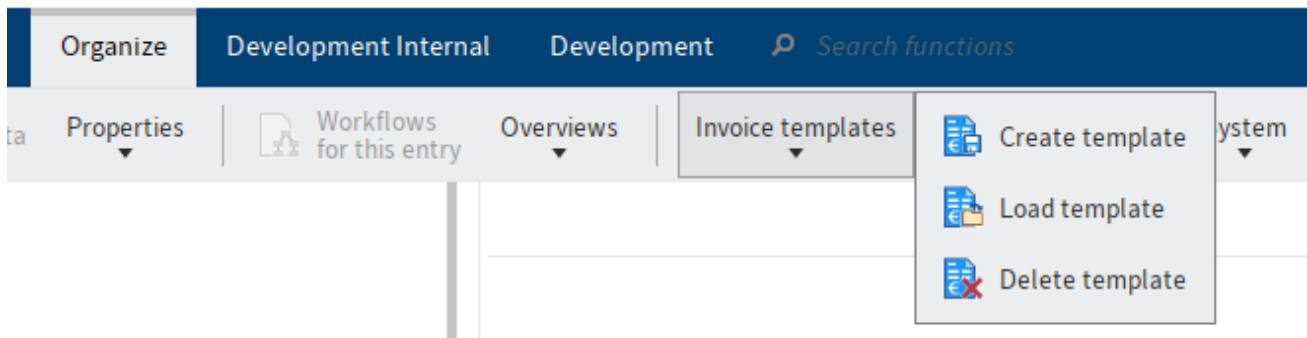 Organize
Development Internal
Development
Search functions
ta
Properties
Workflows
for this entry
Overviews
Invoice templates
ystem
Create template
Load template
Delete template